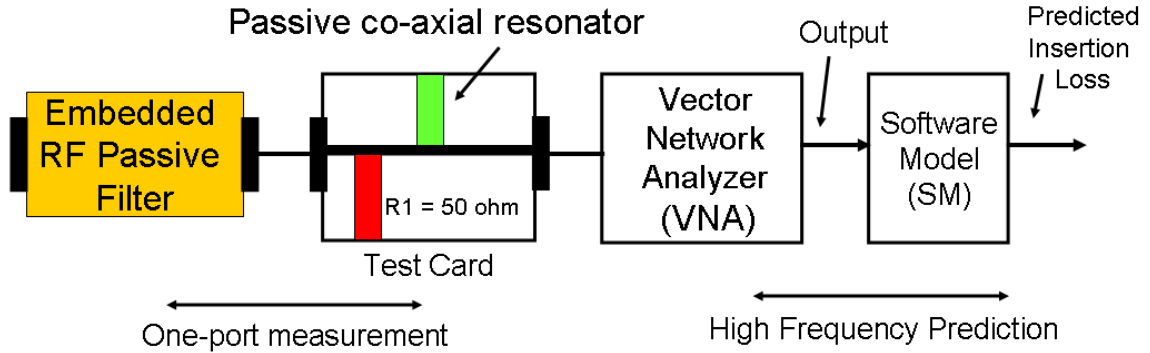 Passive co-axial resonator
Output
Predicted
Insertion
Loss
Embedded
RF Passive
Filter
R1 = 50 ohm
Test Card
Vector
Network
Analyzer
(VNA)
Software
Model
(SM)
One-port measurement
High Frequency Prediction